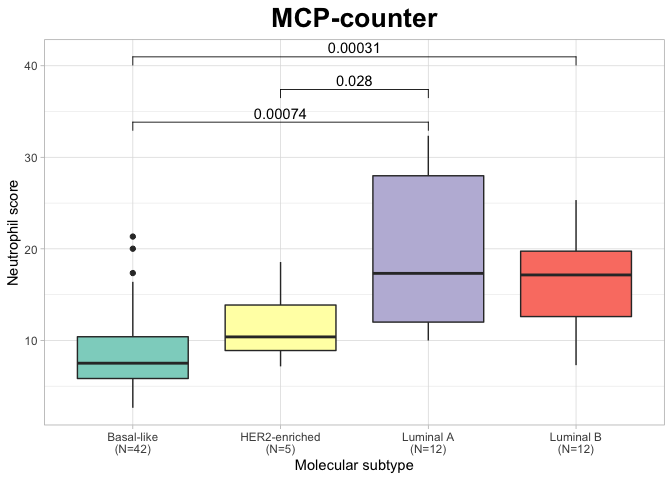 MCP-counter
0.00031
0.028
0.00074
40
30
20
10
Neutrophil score
Basal-like
(N=42)
HER2-enriched
(N=5)
Luminal A
(N=12)
Luminal B
(N=12)
Molecular subtype